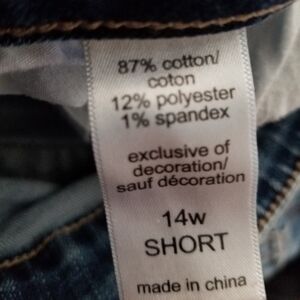 87% cotton/
coton
12% polyester
1% spandex
exclusive of
decoration/
sauf décoration
14w
SHORT
made in china